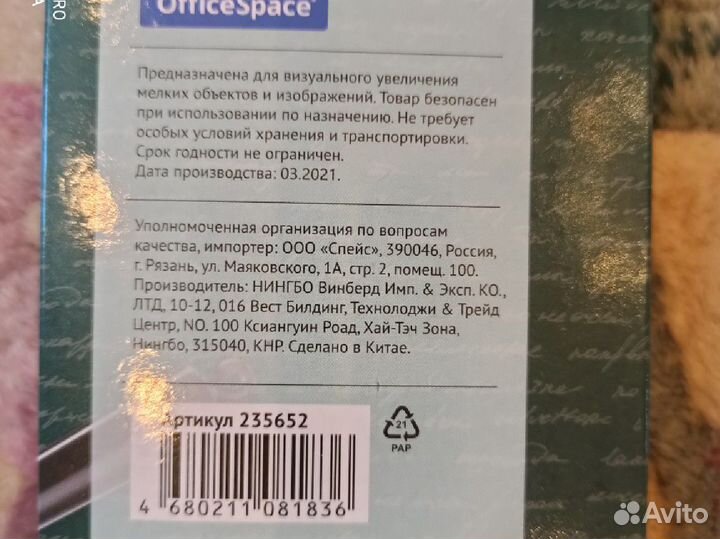 OfficeSpace
Предназначена для визуального увеличения
мелких объектов и изображений. Товар безопасен
при использовании по назначению. Не требует
особых условий хранения и транспортировки.
Срок годности не ограничен.
Дата производства: 03.2021.
Уполномоченная организация по вопросам
качества, импортер: ООО «Спейс», 390046, Россия,
г. Рязань, ул. Маяковского, 1А, стр. 2, помещ. 100.
Производитель: НИНГБО Винберд Имп. & Эксп. КО.,
ЛТД, 10-12, 016 Вест Билдинг, Технолоджи & Трейд
Центр, NO. 100 Ксиангуин Роад, Хай-Тэч Зона,
Нингбо, 315040, КНР. Сделано в Китае.
Артикул 235652
4 680211 081836
21
PAP
Avito